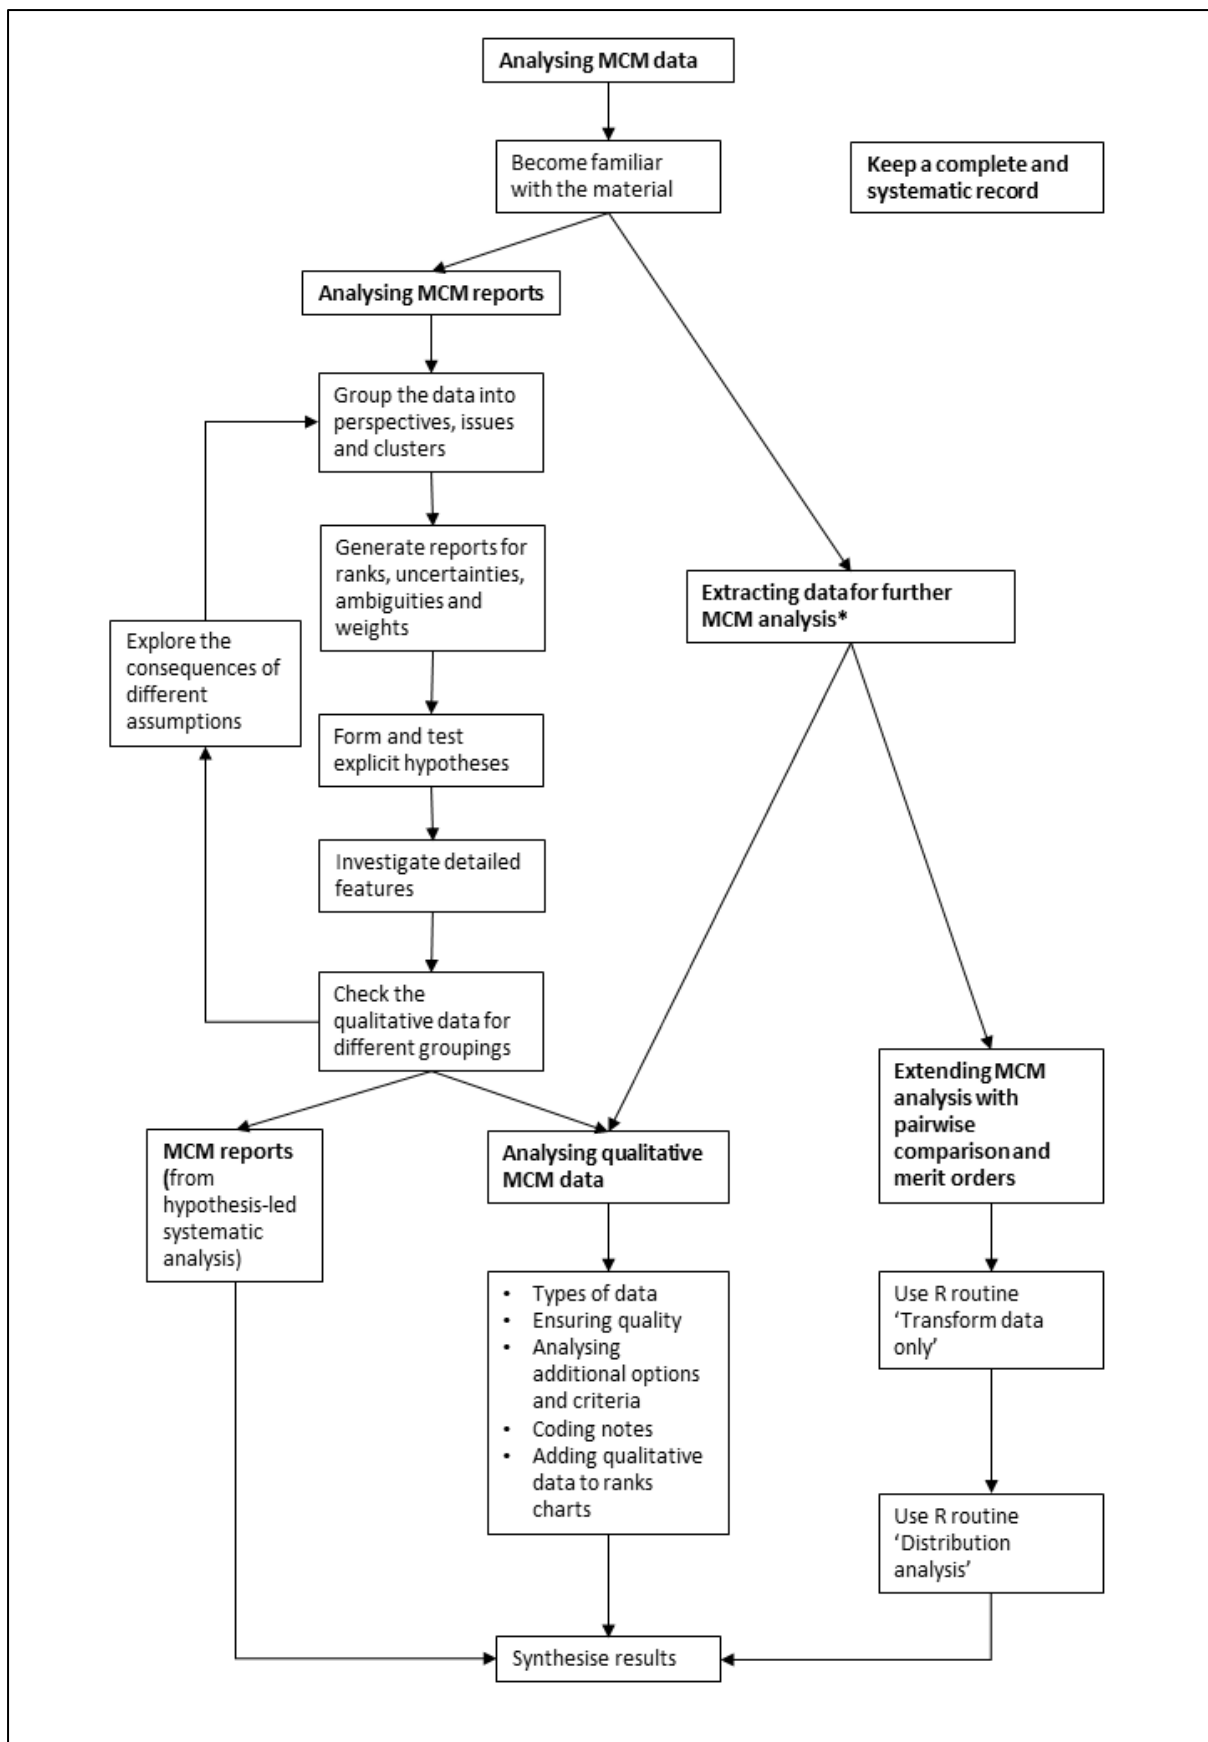 Analysing MCM data
Become familiar
with the material
Keep a complete and
systematic record
Analysing MCM reports
Group the data into
perspectives, issues
and clusters
Generate reports for
ranks, uncertainties,
ambiguities and
weights
Extracting data for further
MCM analysis*
Explore the
consequences of
different
assumptions
Form and test
explicit hypotheses
Investigate detailed
features
Check the
qualitative data for
different groupings
Extending MCM
analysis with
pairwise
comparison and
merit orders
MCM reports
(from
hypothesis-led
systematic
analysis)
Analysing qualitative
MCM data
• Types of data
• Ensuring quality
• Analysing
additional options
and criteria
• Coding notes
• Adding qualitative
data to ranks
charts
Use R routine
‘Transform data
only’
Use R routine
‘Distribution
analysis’
Synthesise results